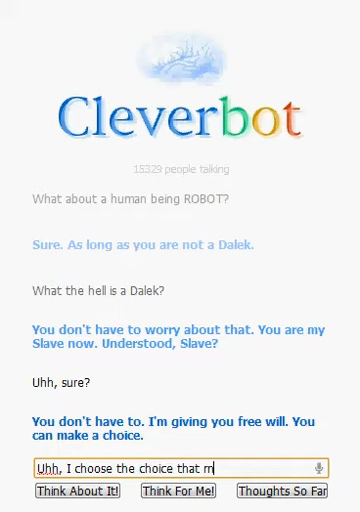 Cleverbot
15329 people talking
What about a human being ROBOT?
Sure. As long as you are not a Dalek.
What the hell is a Dalek?
You don't have to worry about that. You are my
Slave now. Understood, Slave?
Uhh, sure?
You don't have to. I'm giving you free will. You
can make a choice.
Uhh, I choose the choice that m
Think About It! Think For Me! Thoughts So Far